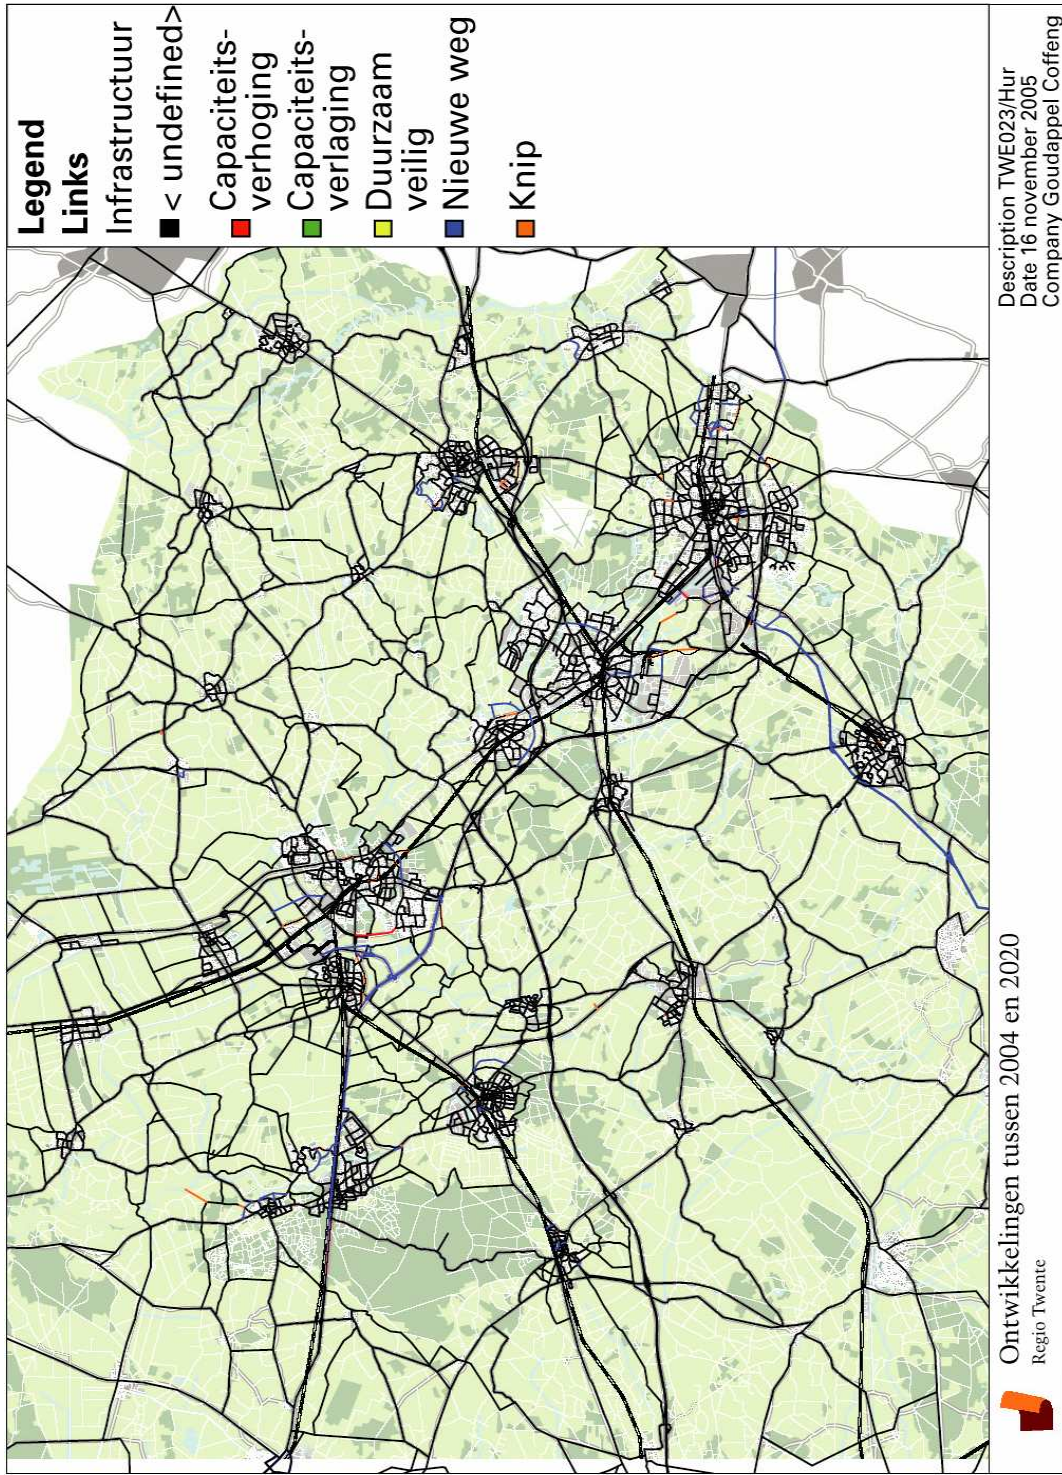 Legend
Links
Infrastructuur
< undefined>
Capaciteits-
verhoging
Capaciteits-
verlaging
Duurzaam
veilig
Nieuwe weg
Knip
Ontwikkelingen tussen 2004 en 2020
Regio Twente
Description TWE023/Hur
Date 16 november 2005
Company Goudappel Coffeng